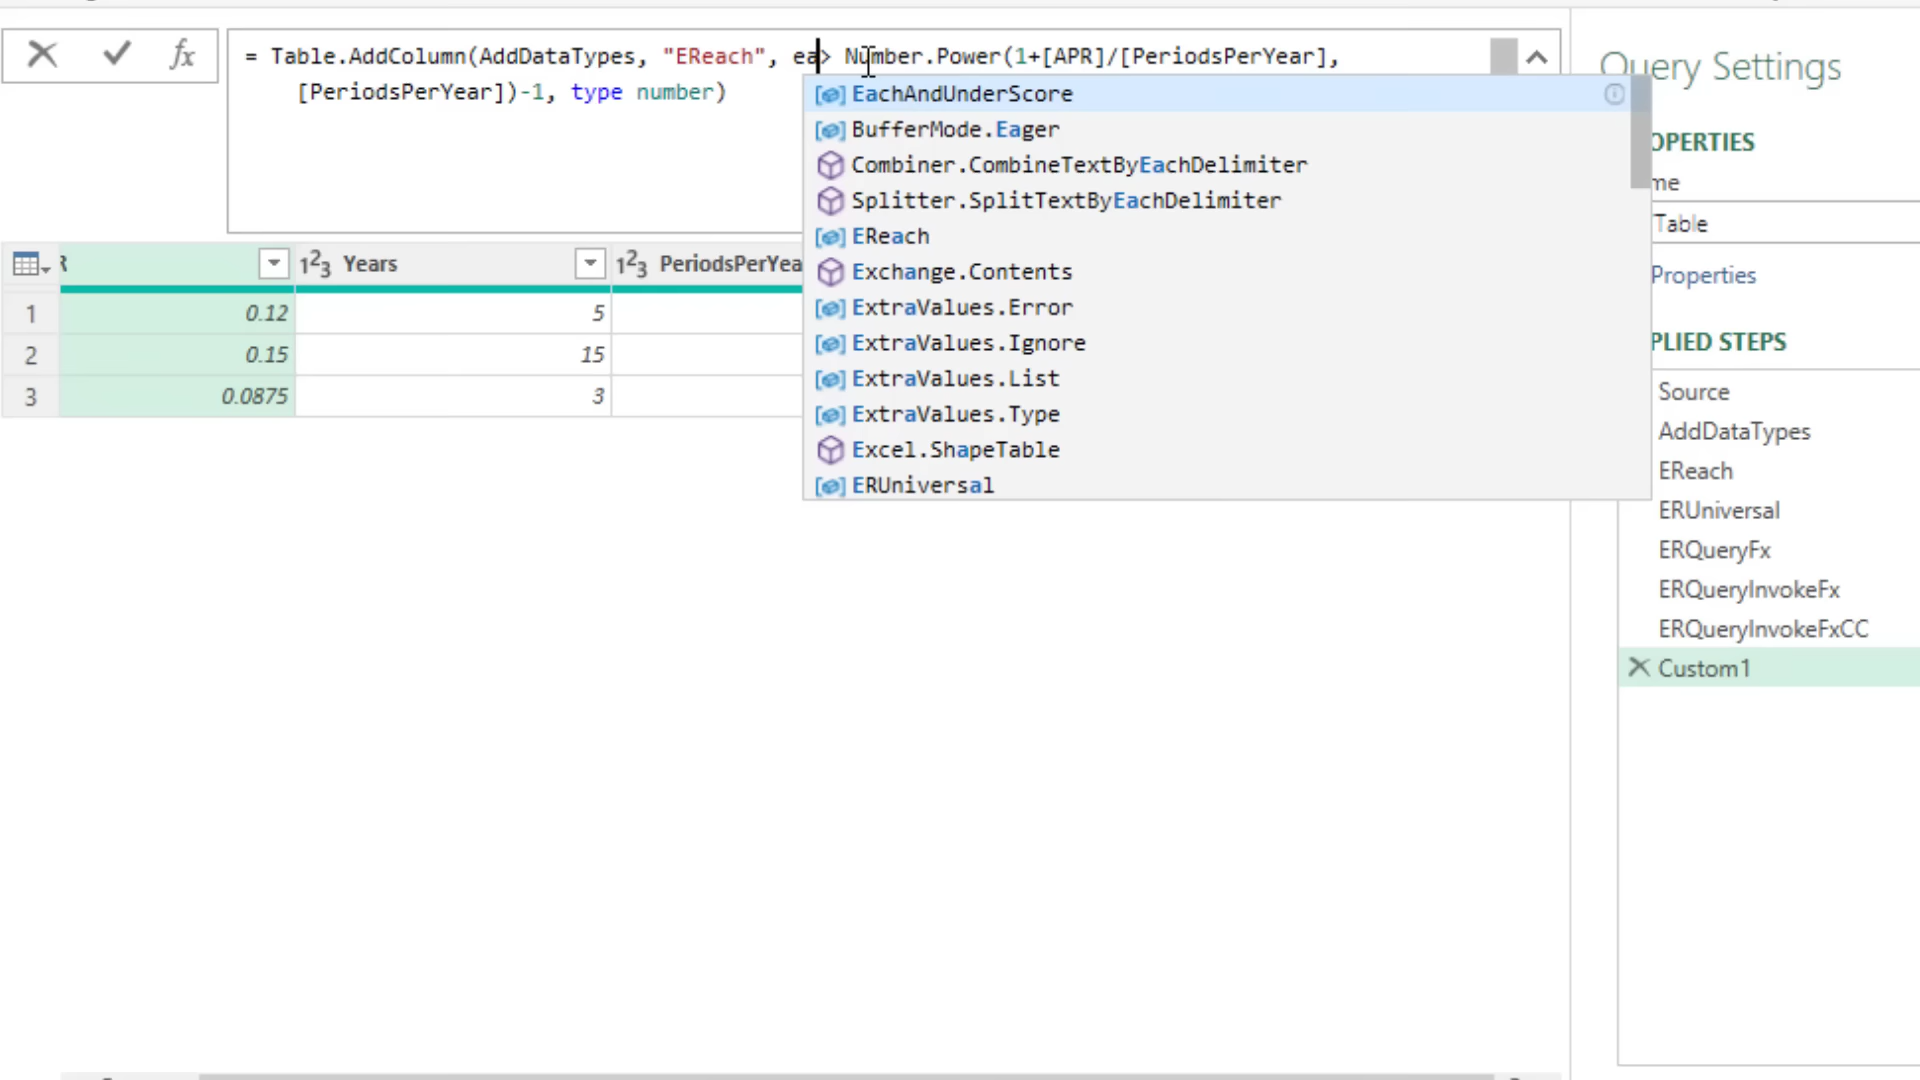 fx
= Table.AddColumn(AddDataTypes, "EReach", ea> Number.Power(1+[APR]/[PeriodsPerYear],
[PeriodsPerYear])-1, type number)
EachAndUnderScore
BufferMode.Eager
Combiner.CombineTextByEachDelimiter
Splitter.SplitTextByEachDelimiter
EReach
Exchange.Contents
ExtraValues.Error
ExtraValues.Ignore
ExtraValues.List
ExtraValues.Type
Excel.ShapeTable
ERUniversal
R 123 Years 123 PeriodsPerYea
1 0.12 5
2 0.15 15
3 0.0875 3
Query Settings
OPERTIES
me
Table
Properties
PLIED STEPS
Source
AddDataTypes
EReach
ERUniversal
ERQueryFx
ERQueryInvokeFx
ERQueryInvokeFxCC
Custom1